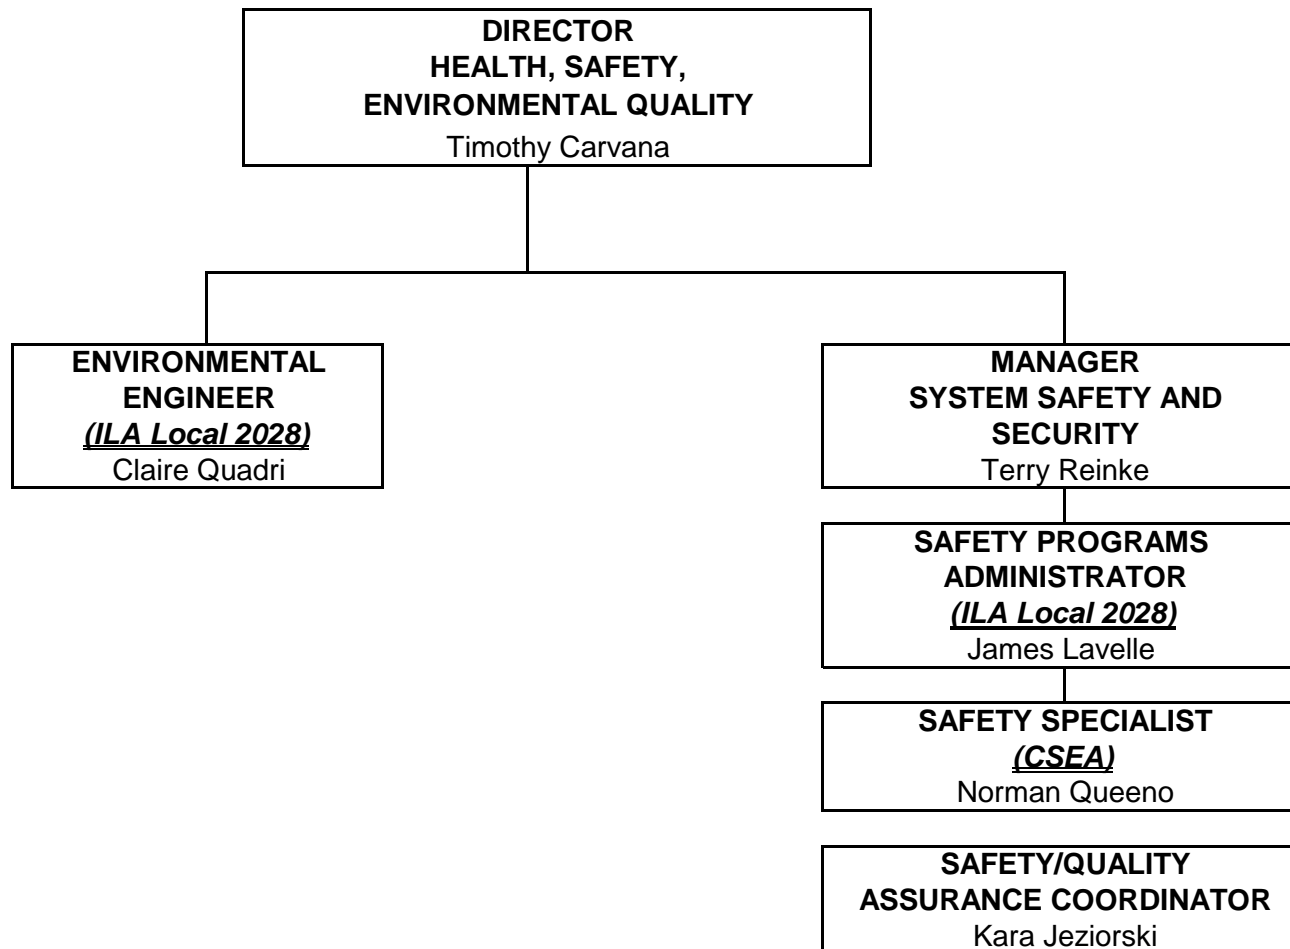 DIRECTOR
HEALTH, SAFETY,
ENVIRONMENTAL QUALITY
Timothy Carvana
ENVIRONMENTAL
ENGINEER
(ILA Local 2028)
Claire Quadri
MANAGER
SYSTEM SAFETY AND
SECURITY
Terry Reinke
SAFETY PROGRAMS
ADMINISTRATOR
(ILA Local 2028)
James Lavelle
SAFETY SPECIALIST
(CSEA)
Norman Queeno
SAFETY/QUALITY
ASSURANCE COORDINATOR
Kara Jeziorski